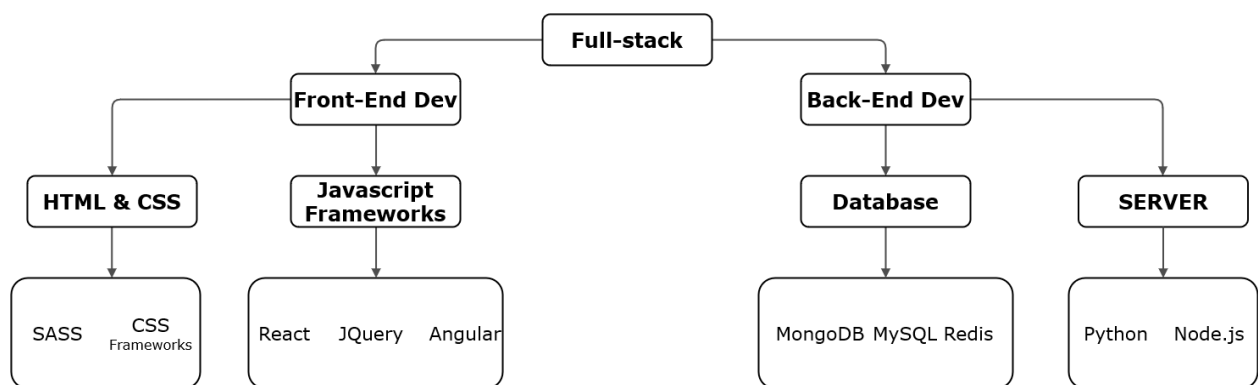 Full-stack
Front-End Dev
Back-End Dev
HTML & CSS
Javascript
Frameworks
Database
SERVER
SASS
CSS
Frameworks
React
JQuery
Angular
MongoDB
MySQL
Redis
Python
Node.js